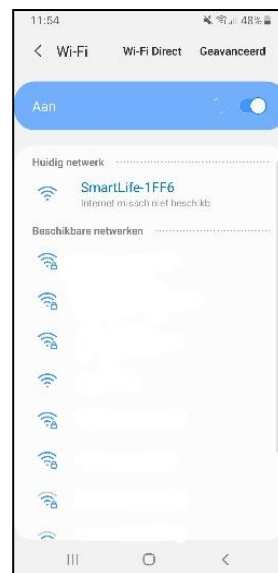 11:54 48%
Wi-Fi Wi-Fi Direct Geavanceerd
Aan
Huidig netwerk
SmartLife-1FF6
Internet missch niet beschikb.
Beschikbare netwerken